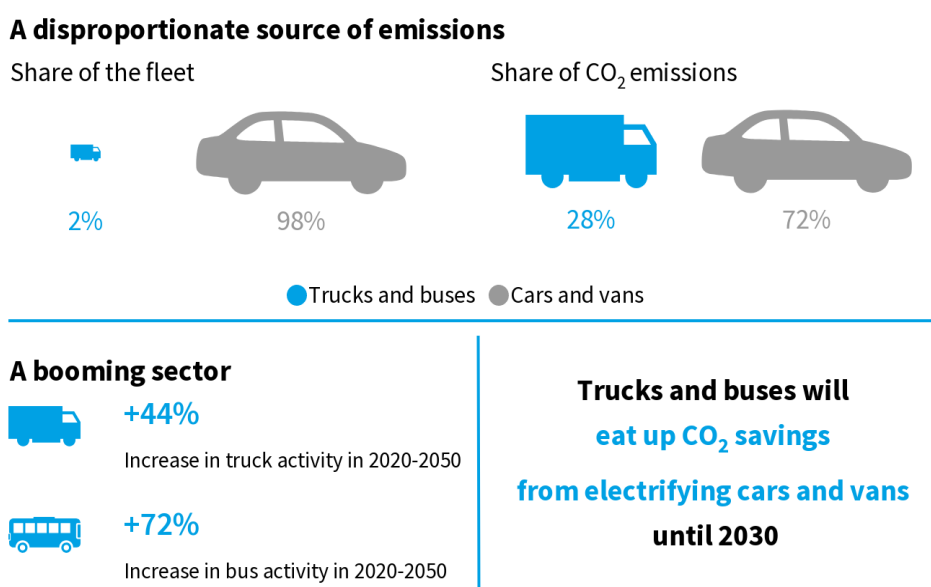 A disproportionate source of emissions
Share of the fleet
Share of CO₂ emissions
2%
98%
28%
72%
Trucks and buses
Cars and vans
A booming sector
+44%
Increase in truck activity in 2020-2050
+72%
Increase in bus activity in 2020-2050
Trucks and buses will
eat up CO₂ savings
from electrifying cars and vans
until 2030